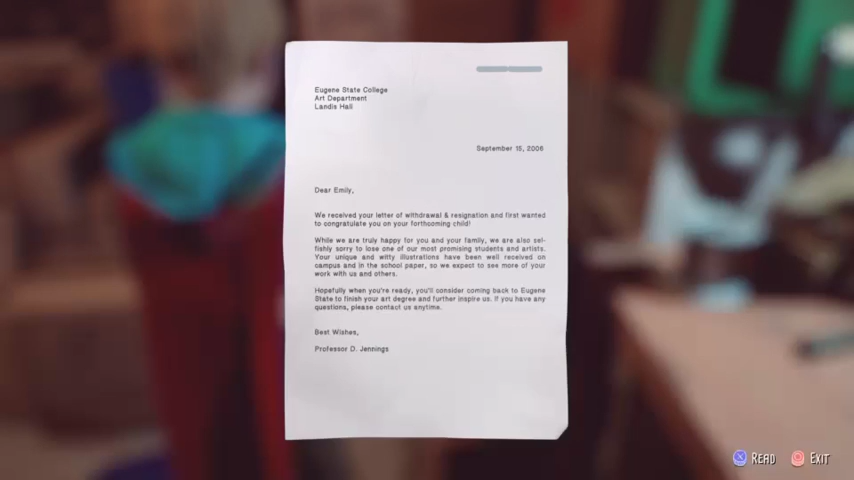 Eugene State College
Art Department
Landis Hall
September 15, 2006
Dear Emily,
We received your letter of withdrawal & resignation and first wanted
to congratulate you on your forthcoming child!
While we are truly happy for you and your family, we are also sel-
fishly sorry to lose one of our most promising students and artists.
Your unique and witty illustrations have been well received on
campus and in the school paper, so we expect to see more of your
work with us and others.
Hopefully when you're ready, you'll consider coming back to Eugene
State to finish your art degree and further inspire us. If you have any
questions, please contact us anytime.
Best Wishes,
Professor D. Jennings
READ
EXIT